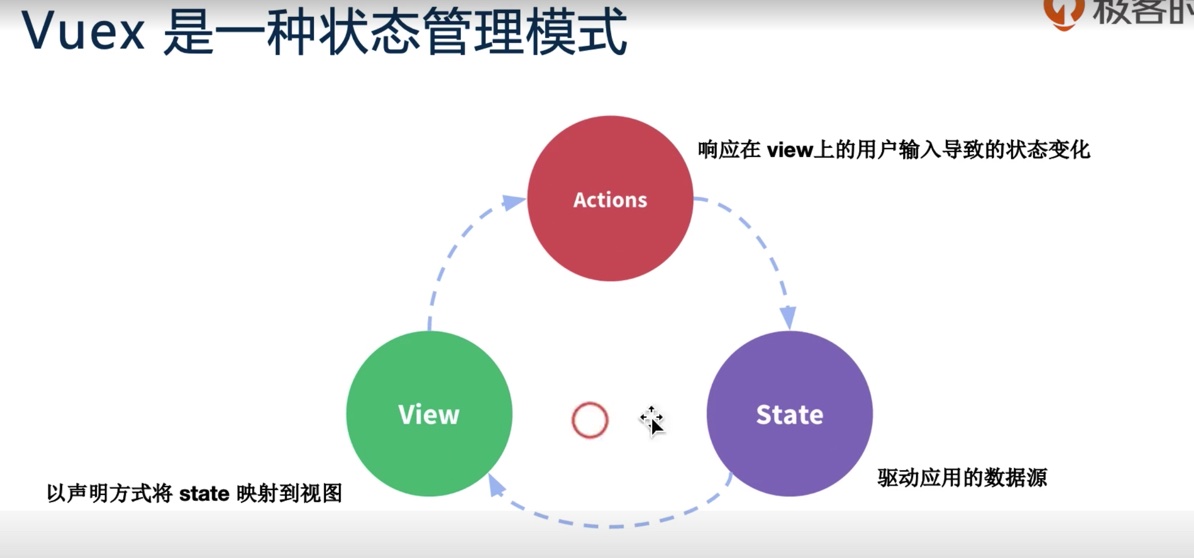 Vuex 是一种状态管理模式
极客时
响应在 view上的用户输入导致的状态变化
Actions
View
State
驱动应用的数据源
以声明方式将 state 映射到视图